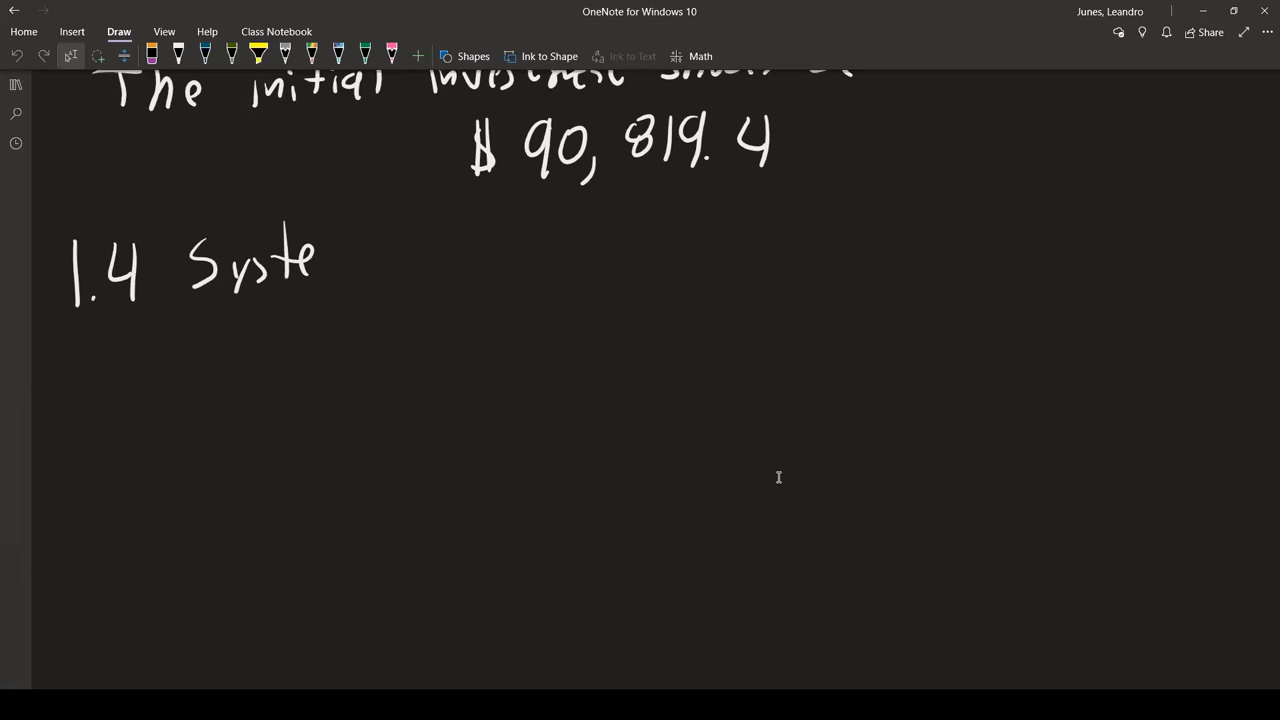 OneNote for Windows 10
Junes, Leandro
Home Insert Draw View Help Class Notebook
Share
Shapes Ink to Shape Ink to Text Math
The initial
$ 90, 819. 4
1.4 Syste